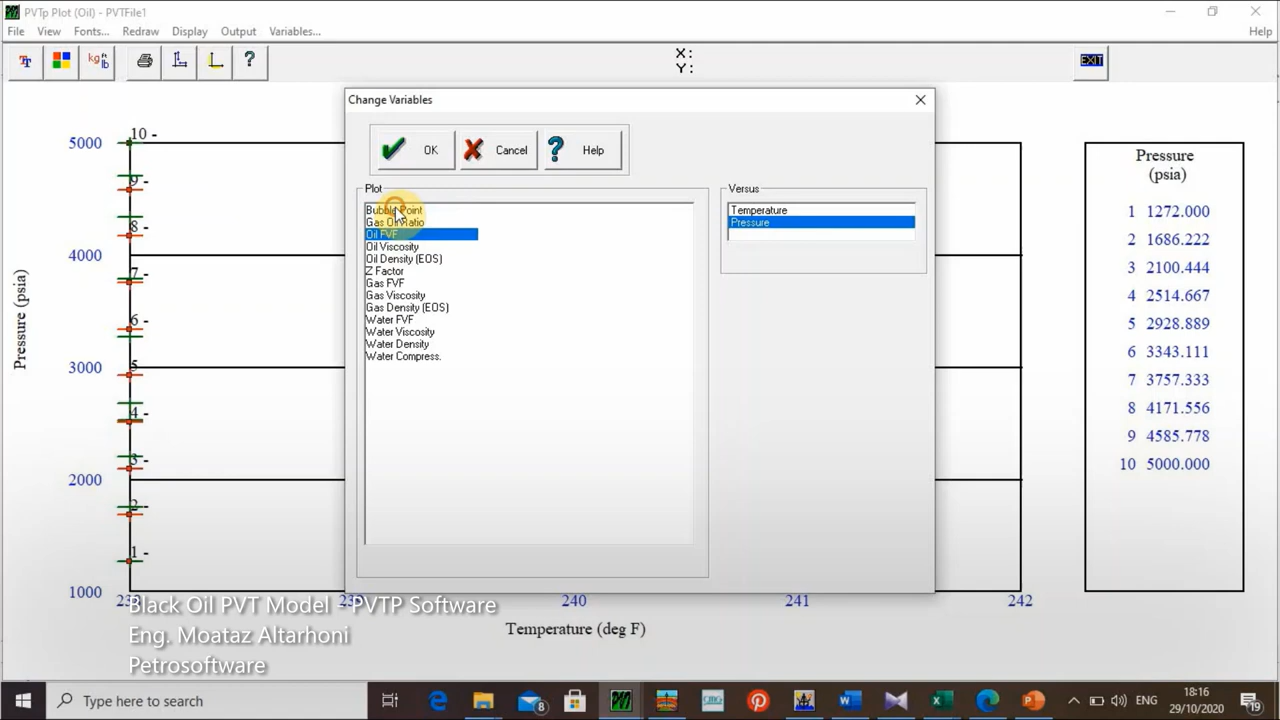 PVTp Plot (Oil) - PVTFile1
File View Fonts... Redraw Display Output Variables... Help
X:
Y:
EXIT
Change Variables
OK Cancel Help
Plot
Bubble Point
Gas Oil Ratio
Oil FVF
Oil Viscosity
Oil Density (EOS)
Z Factor
Gas FVF
Gas Viscosity
Gas Density (EOS)
Water FVF
Water Viscosity
Water Density
Water Compress.
Versus
Temperature
Pressure
Pressure (psia)
5000
4000
3000
2000
1000
10 -
9 -
8 -
7 -
6 -
5
4 -
3 -
2
1 -
240 241 242
Temperature (deg F)
Pressure
(psia)
1 1272.000
2 1686.222
3 2100.444
4 2514.667
5 2928.889
6 3343.111
7 3757.333
8 4171.556
9 4585.778
10 5000.000
Black Oil PVT Model - PVTP Software
Eng. Moataz Altarhoni
Petrosoftware
Type here to search
8
ENG
18:16
29/10/2020
19